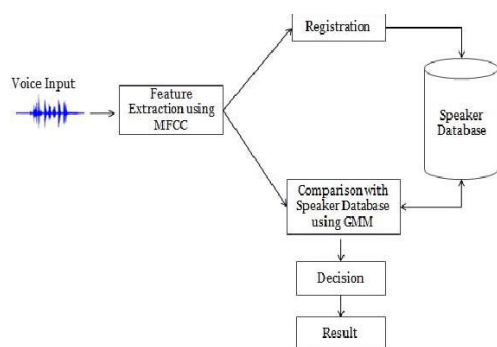 Registration
Voice Input
Feature
Extraction using
MFCC
Speaker
Database
Comparison with
Speaker Database
using GMM
Decision
Result